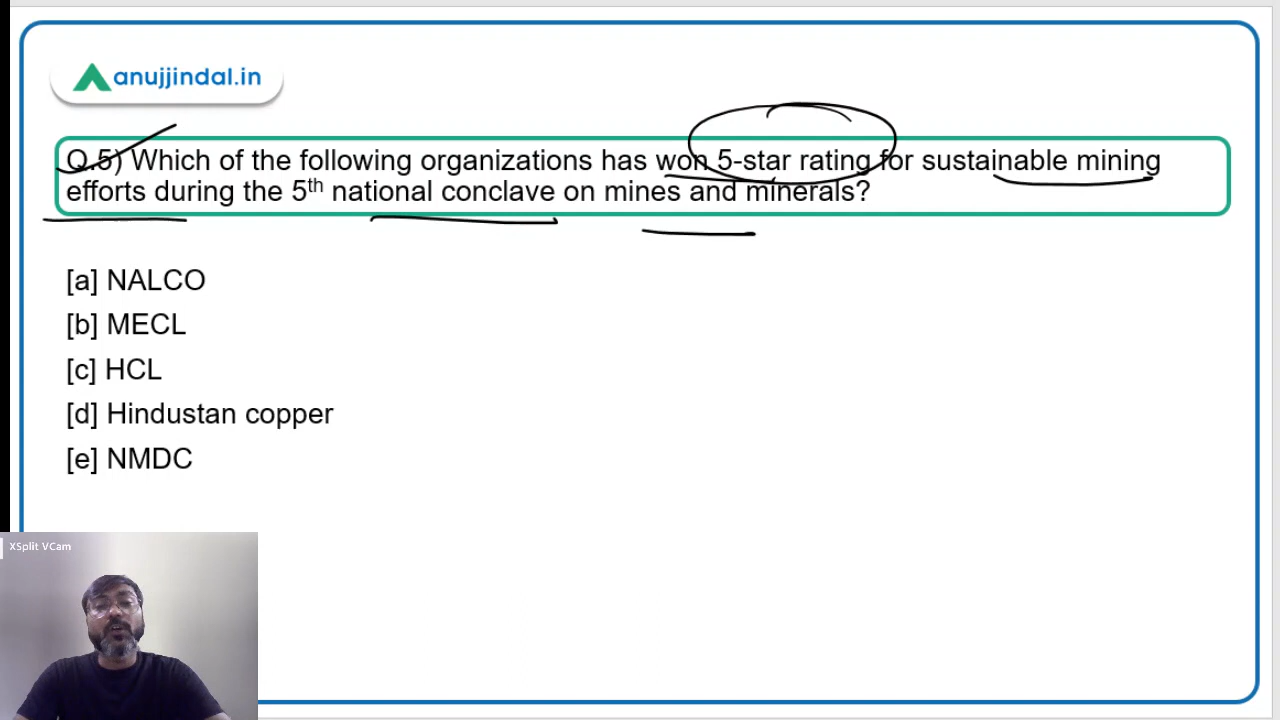 anujjindal.in
Q.5) Which of the following organizations has won 5-star rating for sustainable mining
efforts during the 5th national conclave on mines and minerals?
[a] NALCO
[b] MECL
[c] HCL
[d] Hindustan copper
[e] NMDC
XSplit VCam